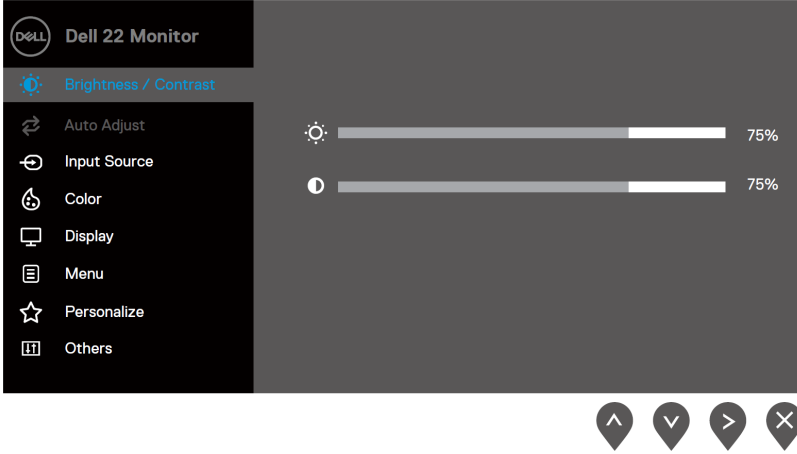 DELL
Dell 22 Monitor
Brightness / Contrast
Auto Adjust
Input Source
Color
Display
Menu
Personalize
Others
75%
75%